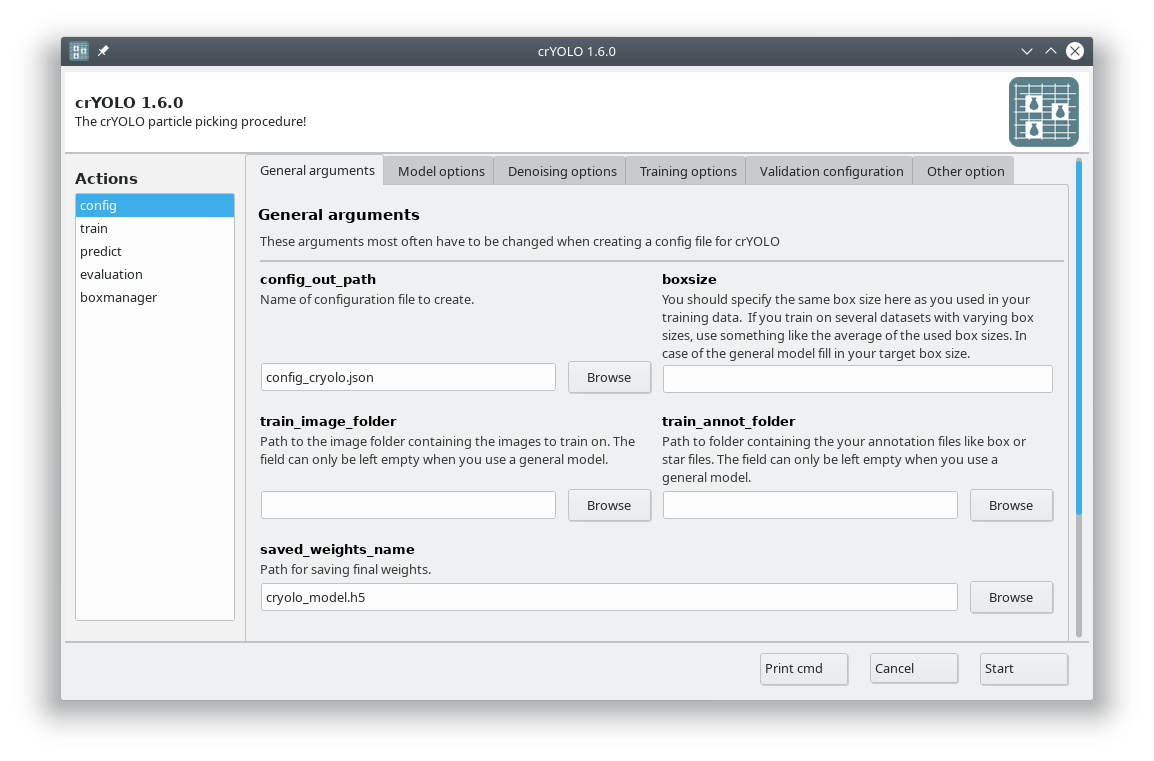 crYOLO 1.6.0
crYOLO 1.6.0
The crYOLO particle picking procedure!
Actions
config
train
predict
evaluation
boxmanager
General arguments
Model options
Denoising options
Training options
Validation configuration
Other option
General arguments
These arguments most often have to be changed when creating a config file for crYOLO
config_out_path
Name of configuration file to create.
config_cryolo.json
Browse
boxsize
You should specify the same box size here as you used in your
training data.  If you train on several datasets with varying box
sizes, use something like the average of the used box sizes. In
case of the general model fill in your target box size.
train_image_folder
Path to the image folder containing the images to train on. The
field can only be left empty when you use a general model.
Browse
train_annot_folder
Path to folder containing the your annotation files like box or
star files. The field can only be left empty when you use a
general model.
Browse
saved_weights_name
Path for saving final weights.
cryolo_model.h5
Browse
Print cmd
Cancel
Start